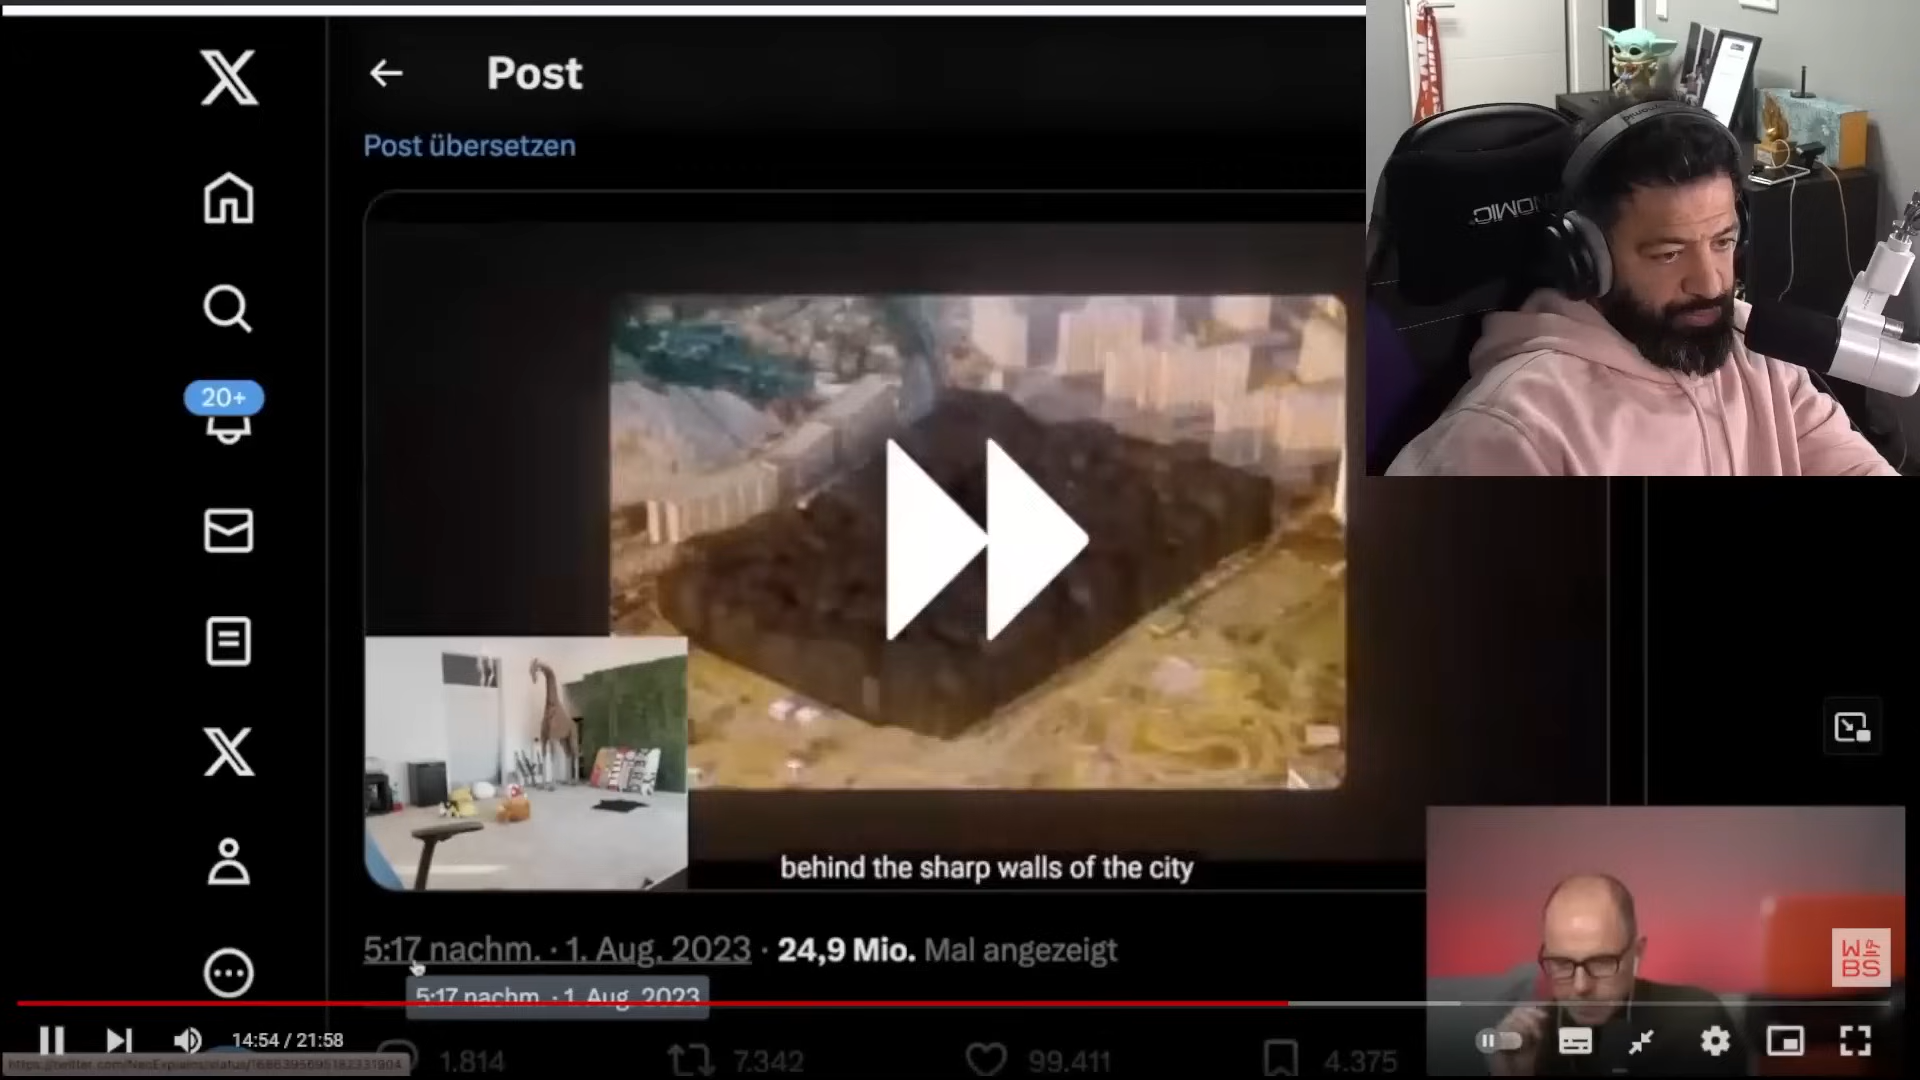 Post
Post übersetzen
20+
behind the sharp walls of the city
5:17 nachm. · 1. Aug. 2023 · 24,9 Mio. Mal angezeigt
5:17 nachm. · 1. Aug. 2023
14:54 / 21:58
1.814
7.342
99.411
4.375
W
BS